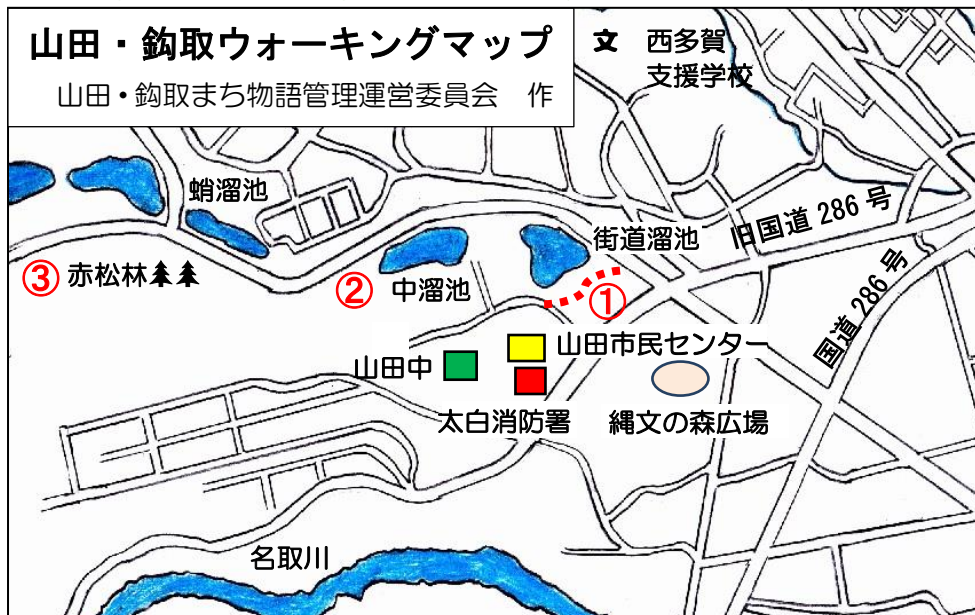 山田・鈎取ウォーキングマップ
山田・鈎取まち物語管理運営委員会 作
文 西多賀
支援学校
蛸溜池
街道溜池
旧国道 286 号
③ 赤松林
② 中溜池
①
国道 286 号
山田市民センター
山田中
太白消防署
縄文の森広場
名取川